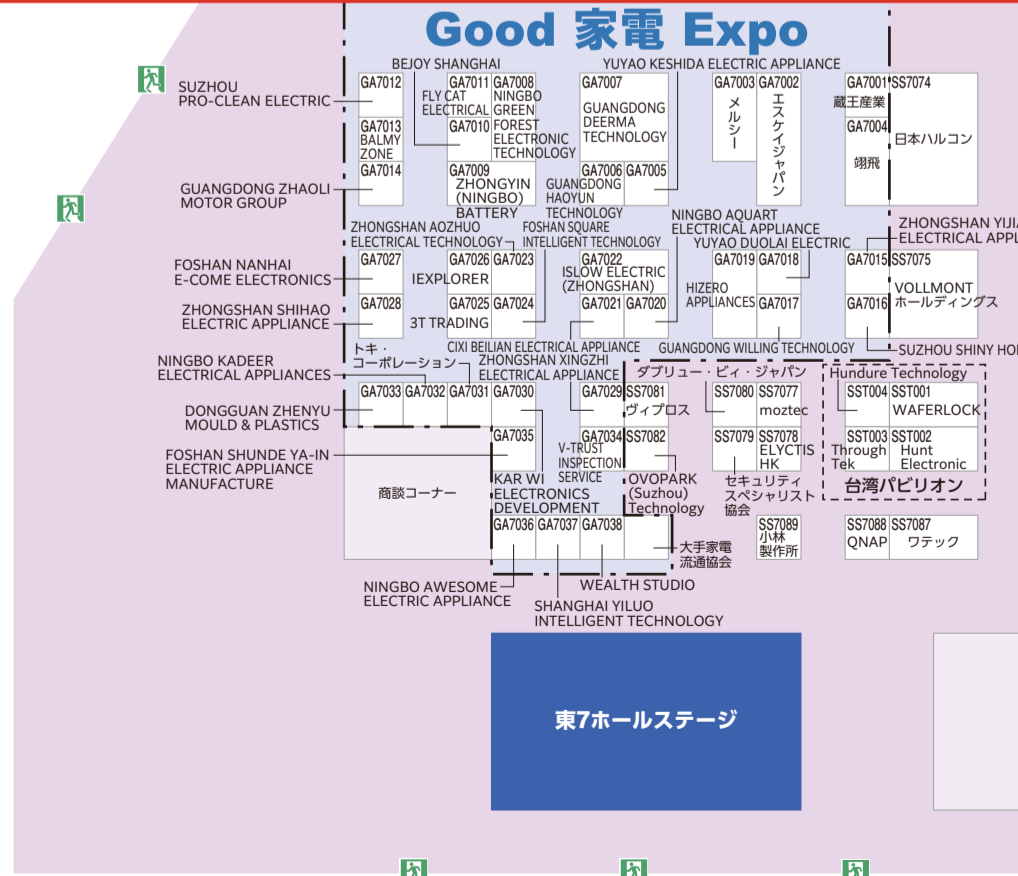 Good 家電 Expo
BEJOY SHANGHAI
YUYAO KESHIDA ELECTRIC APPLIANCE
SUZHOU
PRO-CLEAN ELECTRIC
GA7012
GA7011
FLY CAT
ELECTRICAL
GA7008
NINGBO
GREEN
FOREST
ELECTRONIC
TECHNOLOGY
GA7007
GUANGDONG
DEERMA
TECHNOLOGY
GA7003
メルシー
GA7002
エスケイジャパン
GA7001
蔵王産業
SS7074
日本ハルコン
GA7013
BALMY
ZONE
GA7010
GA7004
翊飛
GUANGDONG ZHAOLI
MOTOR GROUP
GA7014
GA7009
ZHONGYIN
(NINGBO)
BATTERY
GA7006
GUANGDONG
HAOYUN
TECHNOLOGY
GA7005
ZHONGSHAN AOZHUO
ELECTRICAL TECHNOLOGY
FOSHAN SQUARE
INTELLIGENT TECHNOLOGY
NINGBO AQUART
ELECTRICAL APPLIANCE
YUYAO DUOLAI ELECTRIC
ZHONGSHAN
ELECTRICAL
FOSHAN NANHAI
E-COME ELECTRONICS
GA7027
GA7026
IEXPLORER
GA7023
GA7022
ISLOW ELECTRIC
(ZHONGSHAN)
GA7019
HIZERO
APPLIANCES
GA7018
GA7015
SS7075
VOLLMONT
ホールディングス
ZHONGSHAN SHIHAO
ELECTRIC APPLIANCE
GA7028
GA7025
3T TRADING
GA7024
GA7021
GA7020
GA7017
GA7016
トキ・
コーポレーション
CIXI BEILIAN ELECTRICAL APPLIANCE
GUANGDONG WILLING TECHNOLOGY
SUZHOU SHINY
NINGBO KADEER
ELECTRICAL APPLIANCES
ZHONGSHAN XINGZHI
ELECTRICAL APPLIANCE
ダブリュー・ビィ・ジャパン
Hundure Technology
DONGGUAN ZHENYU
MOULD & PLASTICS
GA7033
GA7032
GA7031
GA7030
GA7029
SS7081
ヴィプロス
SS7080
SS7077
moztec
SST004
SST001
WAFERLOCK
FOSHAN SHUNDE YA-IN
ELECTRIC APPLIANCE
MANUFACTURE
GA7035
GA7034
V-TRUST
INSPECTION
SERVICE
SS7082
SS7079
SS7078
ELYCTIS
HK
SST003
Through
Tek
SST002
Hunt
Electronic
商談コーナー
KAR WI
ELECTRONICS
DEVELOPMENT
OVOPARK
(Suzhou)
Technology
セキュリティ
スペシャリスト
協会
台湾パビリオン
GA7036
GA7037
GA7038
大手家電
流通協会
SS7089
小林
製作所
SS7088
QNAP
SS7087
ワテック
NINGBO AWESOME
ELECTRIC APPLIANCE
WEALTH STUDIO
SHANGHAI YILUO
INTELLIGENT TECHNOLOGY
東7ホールステージ